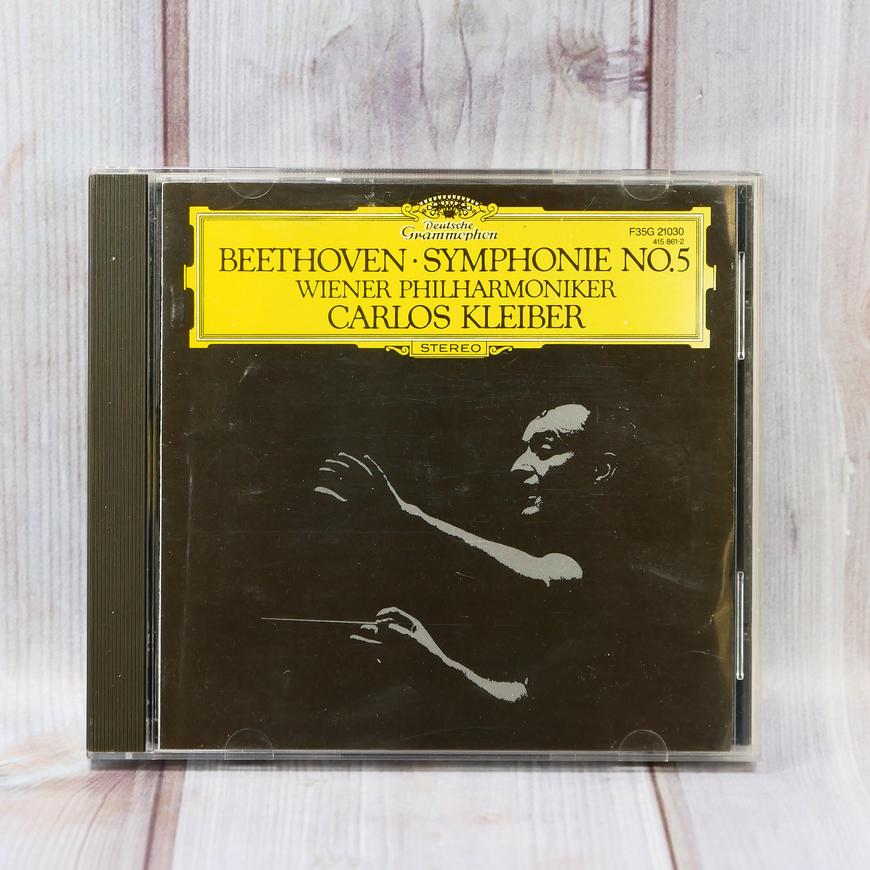 Deutsche
Grammophon
F35G 21030
415 861-2
BEETHOVEN · SYMPHONIE NO.5
WIENER PHILHARMONIKER
CARLOS KLEIBER
STEREO